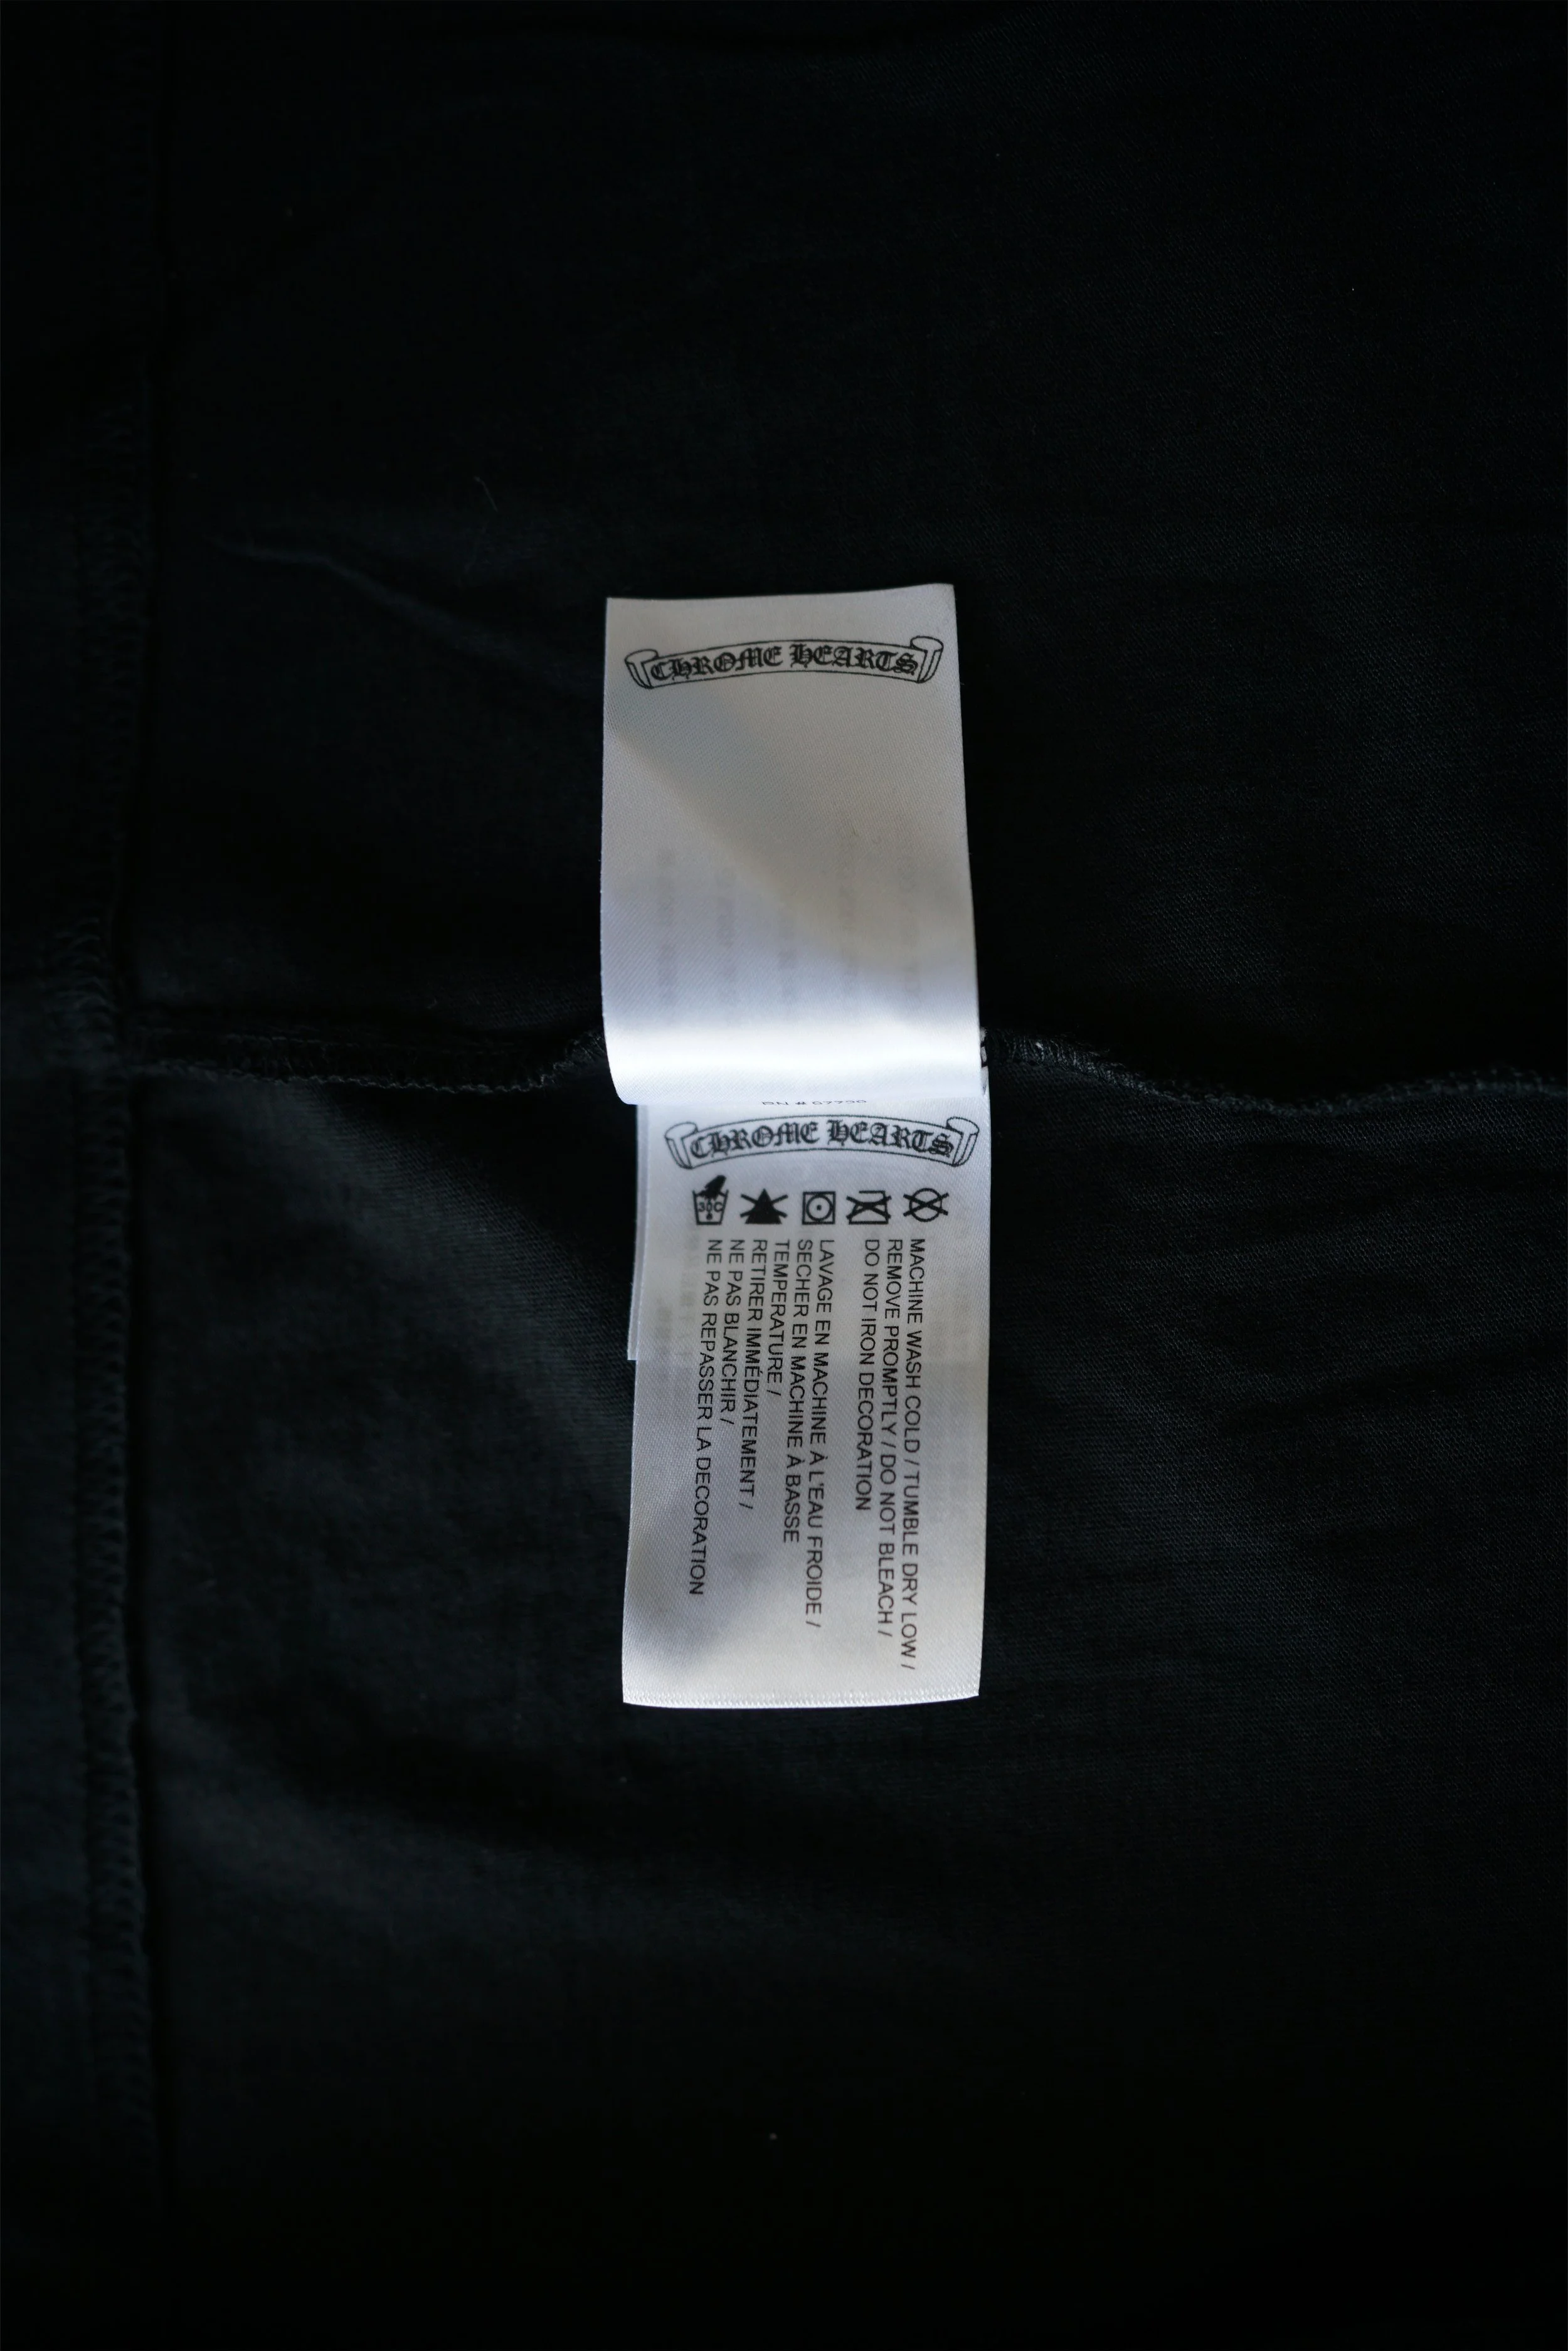 CHROME HEARTS
CHROME HEARTS
30C
MACHINE WASH COLD / TUMBLE DRY LOW /
REMOVE PROMPTLY / DO NOT BLEACH /
DO NOT IRON DECORATION
LAVAGE EN MACHINE À L'EAU FROIDE /
SECHER EN MACHINE À BASSE
TEMPERATURE /
RETIRER IMMÉDIATEMENT /
NE PAS BLANCHIR /
NE PAS REPASSER LA DECORATION